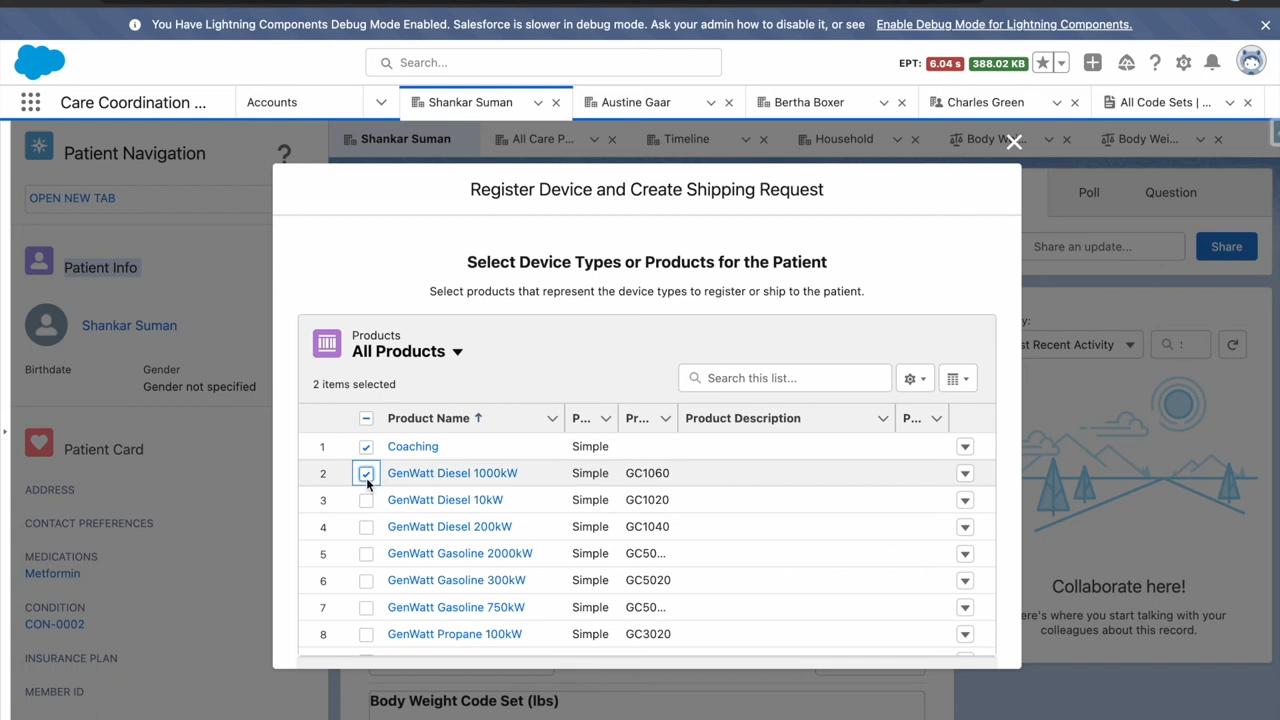 You Have Lightning Components Debug Mode Enabled. Salesforce is slower in debug mode. Ask your admin how to disable it, or see Enable Debug Mode for Lightning Components.
Search... EPT: 6.04 s 388.02 KB
Care Coordination ... Accounts Shankar Suman Austine Gaar Bertha Boxer Charles Green All Code Sets | ...
Patient Navigation
?
OPEN NEW TAB
Patient Info
Shankar Suman
Birthdate Gender
Gender not specified
Patient Card
ADDRESS
CONTACT PREFERENCES
MEDICATIONS
Metformin
CONDITION
CON-0002
INSURANCE PLAN
MEMBER ID
Shankar Suman All Care P... Timeline Household Body W... Body Wei...
Register Device and Create Shipping Request
Select Device Types or Products for the Patient
Select products that represent the device types to register or ship to the patient.
Products
All Products
2 items selected
Search this list...
Product Name P... Pr... Product Description P...
1 Coaching Simple
2 GenWatt Diesel 1000kW Simple GC1060
3 GenWatt Diesel 10kW Simple GC1020
4 GenWatt Diesel 200kW Simple GC1040
5 GenWatt Gasoline 2000kW Simple GC50...
6 GenWatt Gasoline 300kW Simple GC5020
7 GenWatt Gasoline 750kW Simple GC50...
8 GenWatt Propane 100kW Simple GC3020
Body Weight Code Set (lbs)
Poll Question
Share an update... Share
y:
st Recent Activity
Collaborate here!
ere's where you start talking with your
colleagues about this record.